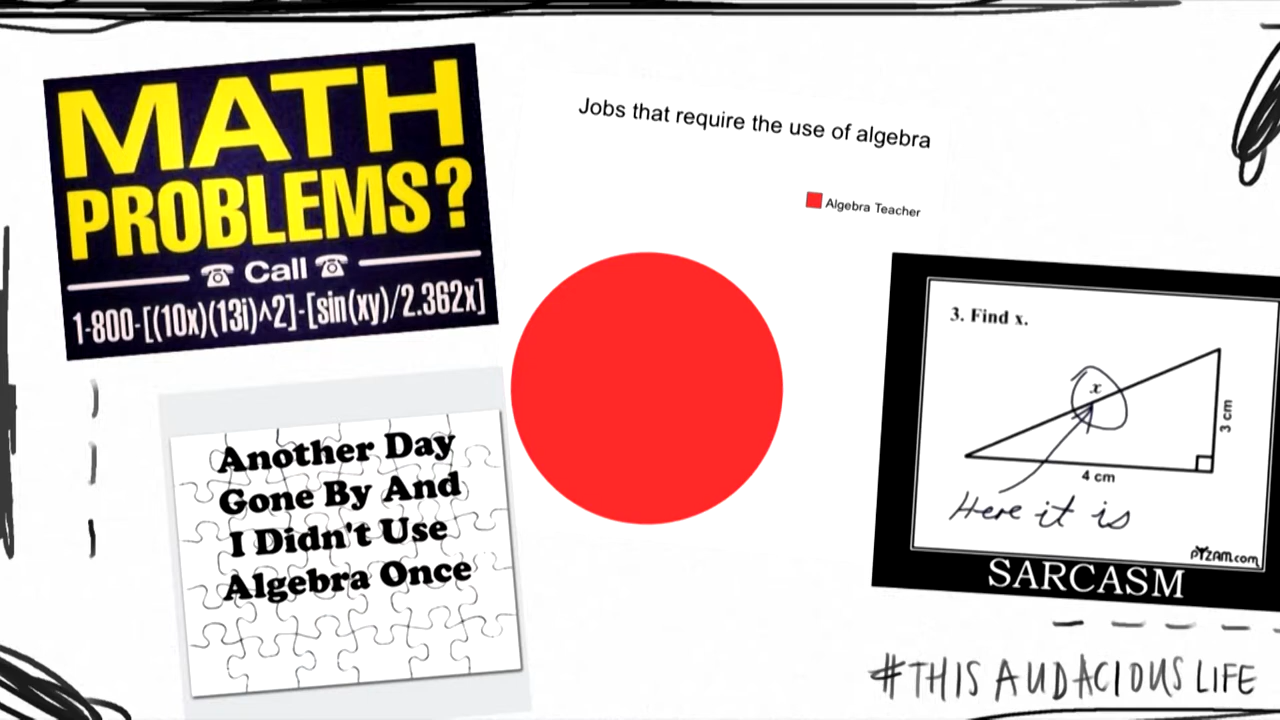 MATH
PROBLEMS?
Call
1-800-[(10x)(13i)^2]-[sin(xy)/2.362x]
Jobs that require the use of algebra
Algebra Teacher
Another Day
Gone By And
I Didn't Use
Algebra Once
3. Find x.
x
3 cm
4 cm
Here it is
pYzam.com
SARCASM
#THIS AUDACIOUS LIFE